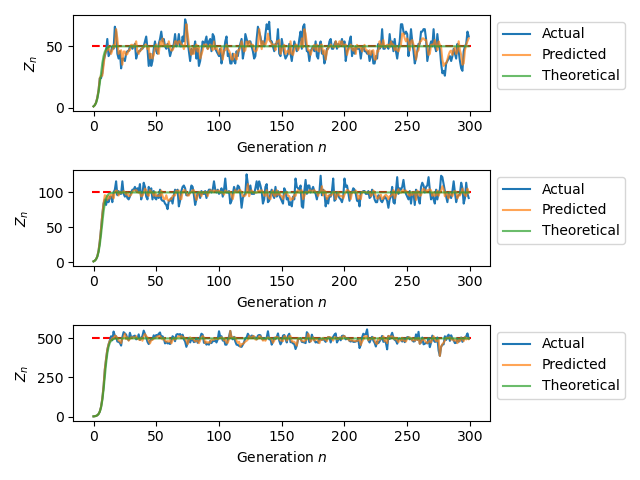 50
0
Z_n
0 50 100 150 200 250 300
Generation n
Actual
Predicted
Theoretical
100
50
0
Z_n
0 50 100 150 200 250 300
Generation n
Actual
Predicted
Theoretical
500
250
0
Z_n
0 50 100 150 200 250 300
Generation n
Actual
Predicted
Theoretical